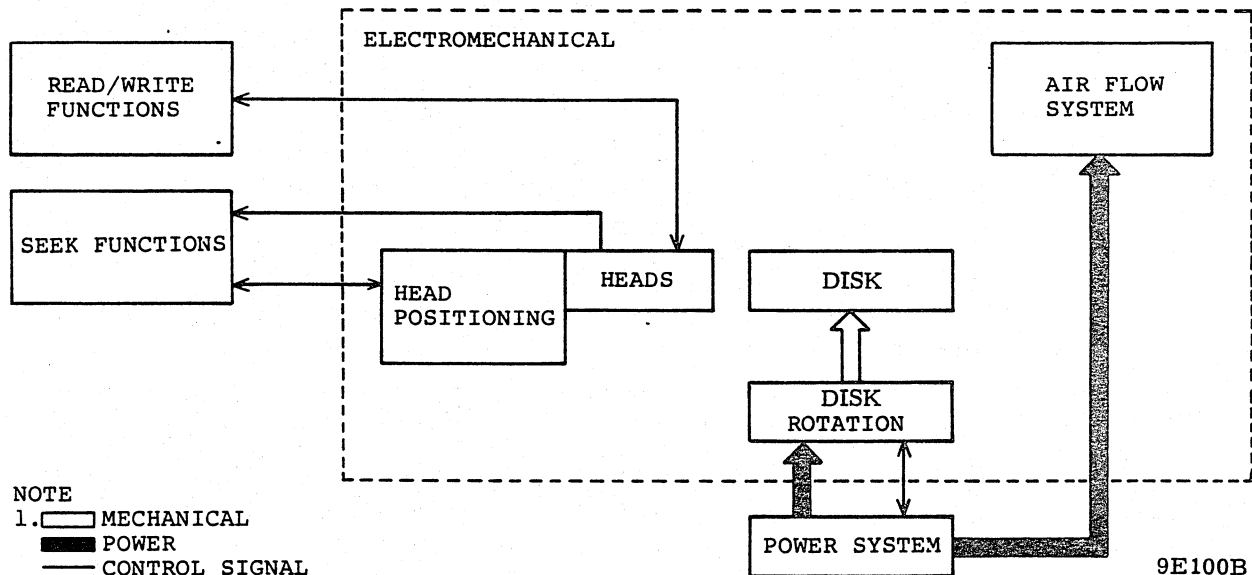 ELECTROMECHANICAL
READ/WRITE
FUNCTIONS
AIR FLOW
SYSTEM
SEEK FUNCTIONS
HEADS
HEAD
POSITIONING
DISK
DISK
ROTATION
NOTE
1. MECHANICAL
POWER
CONTROL SIGNAL
POWER SYSTEM
9E100B